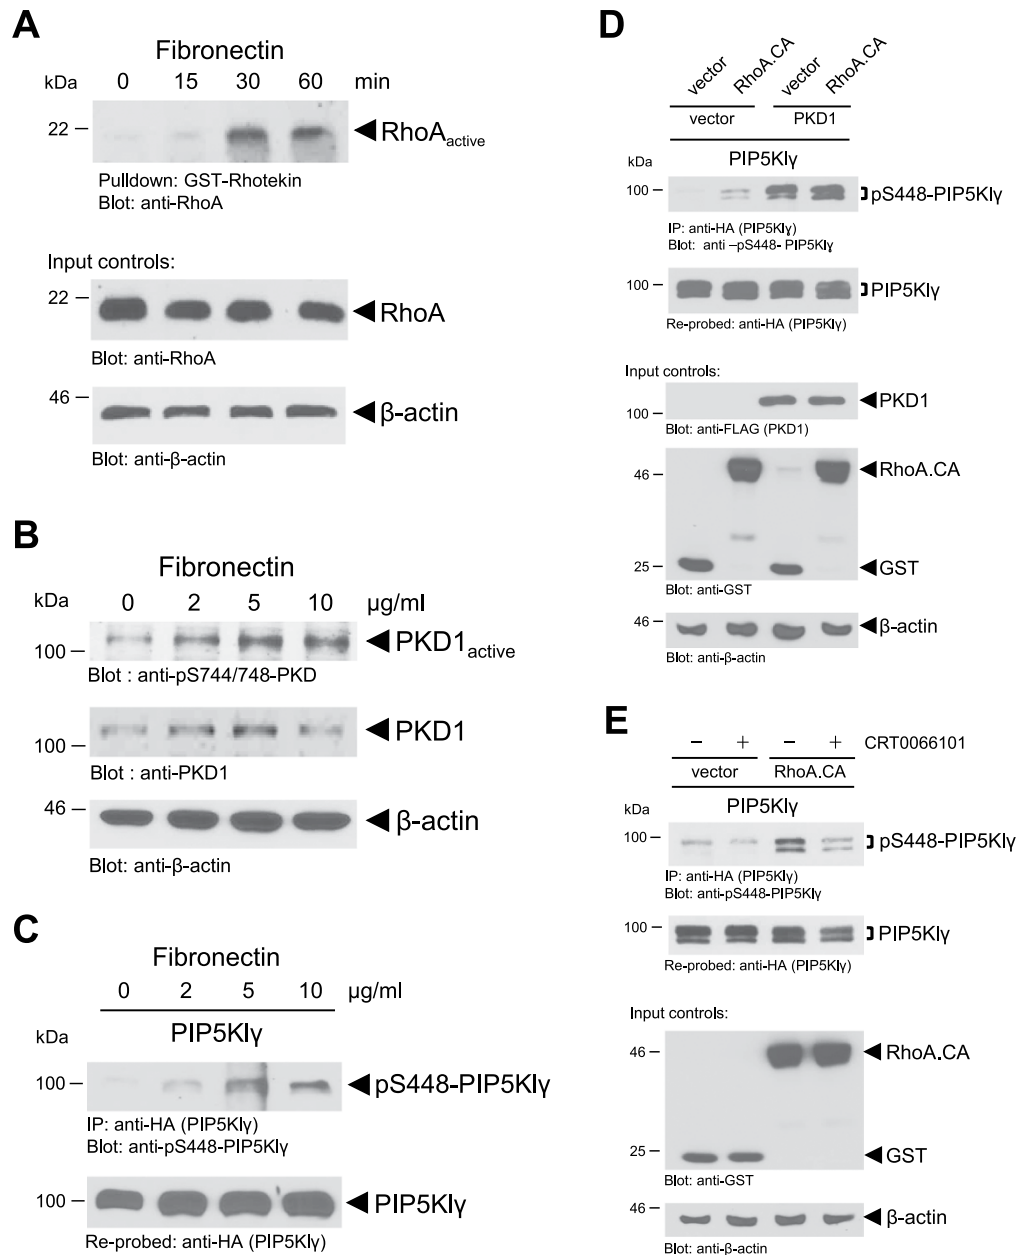 A
Fibronectin
kDa 0 15 30 60 min
22 RhoAactive
Pulldown: GST-Rhotekin
Blot: anti-RhoA
Input controls:
22 RhoA
Blot: anti-RhoA
46 β-actin
Blot: anti-β-actin
B
Fibronectin
kDa 0 2 5 10 µg/ml
100 PKD1active
Blot : anti-pS744/748-PKD
100 PKD1
Blot : anti-PKD1
46 β-actin
Blot: anti-β-actin
C
Fibronectin
0 2 5 10 µg/ml
PIP5KIγ
kDa
100 pS448-PIP5KIγ
IP: anti-HA (PIP5KIγ)
Blot: anti-pS448-PIP5KIγ
100 PIP5KIγ
Re-probed: anti-HA (PIP5KIγ)
D
vector RhoA.CA vector RhoA.CA
vector PKD1
PIP5KIγ
kDa
100 pS448-PIP5KIγ
IP: anti-HA (PIP5KIγ)
Blot: anti –pS448- PIP5KIγ
100 PIP5KIγ
Re-probed: anti-HA (PIP5KIγ)
Input controls:
PKD1
100
Blot: anti-FLAG (PKD1)
46 RhoA.CA
25 GST
Blot: anti-GST
46 β-actin
Blot: anti-β-actin
E
– + – + CRT0066101
vector RhoA.CA
PIP5KIγ
kDa
100 pS448-PIP5KIγ
IP: anti-HA (PIP5KIγ)
Blot: anti-pS448-PIP5KIγ
100 PIP5KIγ
Re-probed: anti-HA (PIP5KIγ)
Input controls:
46 RhoA.CA
25 GST
Blot: anti-GST
46 β-actin
Blot: anti-β-actin